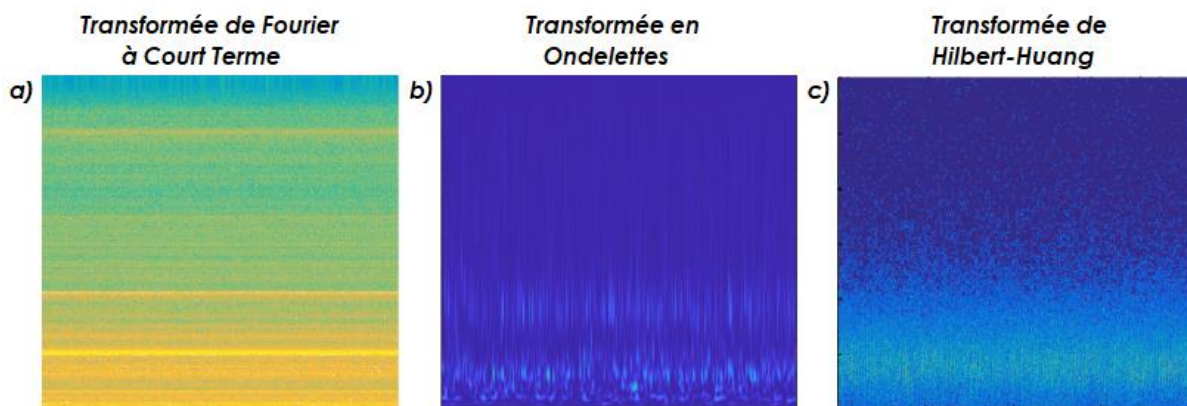 Transformée de Fourier
à Court Terme
Transformée en
Ondelettes
Transformée de
Hilbert-Huang
a)
b)
c)